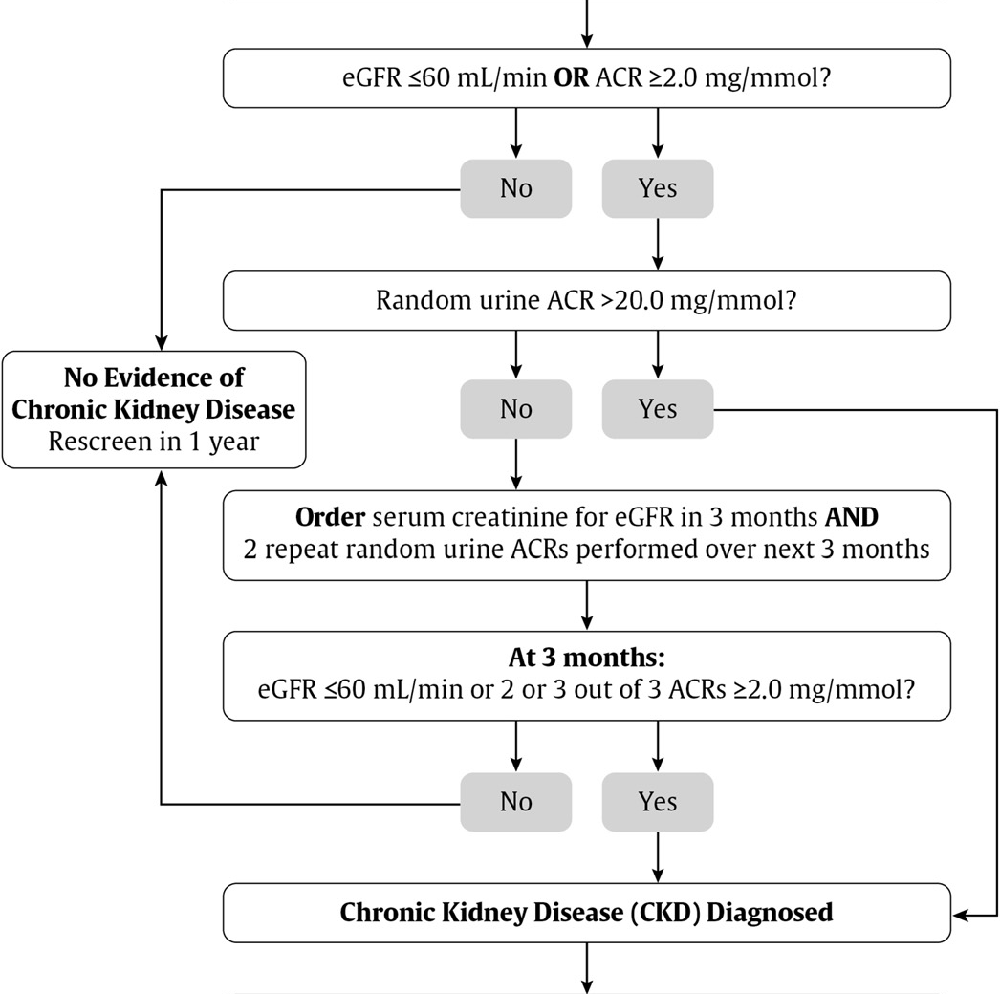 eGFR ≤60 mL/min OR ACR ≥2.0 mg/mmol?
No
Yes
Random urine ACR >20.0 mg/mmol?
No Evidence of
Chronic Kidney Disease
Rescreen in 1 year
No
Yes
Order serum creatinine for eGFR in 3 months AND
2 repeat random urine ACRs performed over next 3 months
At 3 months:
eGFR ≤60 mL/min or 2 or 3 out of 3 ACRs ≥2.0 mg/mmol?
No
Yes
Chronic Kidney Disease (CKD) Diagnosed